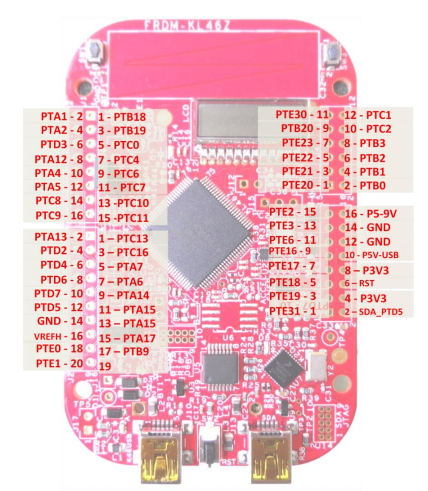 FRDM-KL46Z
PTA1 - 2
1 - PTB18
PTA2 - 4
3 - PTB19
PTD3 - 6
5 - PTC0
PTA12 - 8
7 - PTC4
PTA4 - 10
9 - PTC6
PTA5 - 12
11 - PTC7
PTC8 - 14
13 -PTC10
PTC9 - 16
15 -PTC11
PTA13 - 2
1 – PTC13
PTD2 - 4
3 – PTC16
PTD4 - 6
5 – PTA7
PTD6 - 8
7 – PTA6
PTD7 - 10
9 – PTA14
PTD5 - 12
11 – PTA15
GND - 14
13 – PTA15
VREFH - 16
15 – PTA17
PTE0 - 18
17 – PTB9
PTE1 - 20
19
PTE30 - 11
12 – PTC1
PTB20 - 9
10 - PTC2
PTE23 - 7
8 - PTB3
PTE22 - 5
6 - PTB2
PTE21 - 3
4 - PTB1
PTE20 - 1
2 - PTB0
PTE2 - 15
16 - P5-9V
PTE3 - 13
14 - GND
PTE6 - 11
12 - GND
PTE16 - 9
10 - P5V-USB
PTE17 - 7
8 – P3V3
PTE18 - 5
6 – RST
PTE19 - 3
4 – P3V3
PTE31 - 1
2 – SDA_PTD5
LCD
U6
RST
SDA